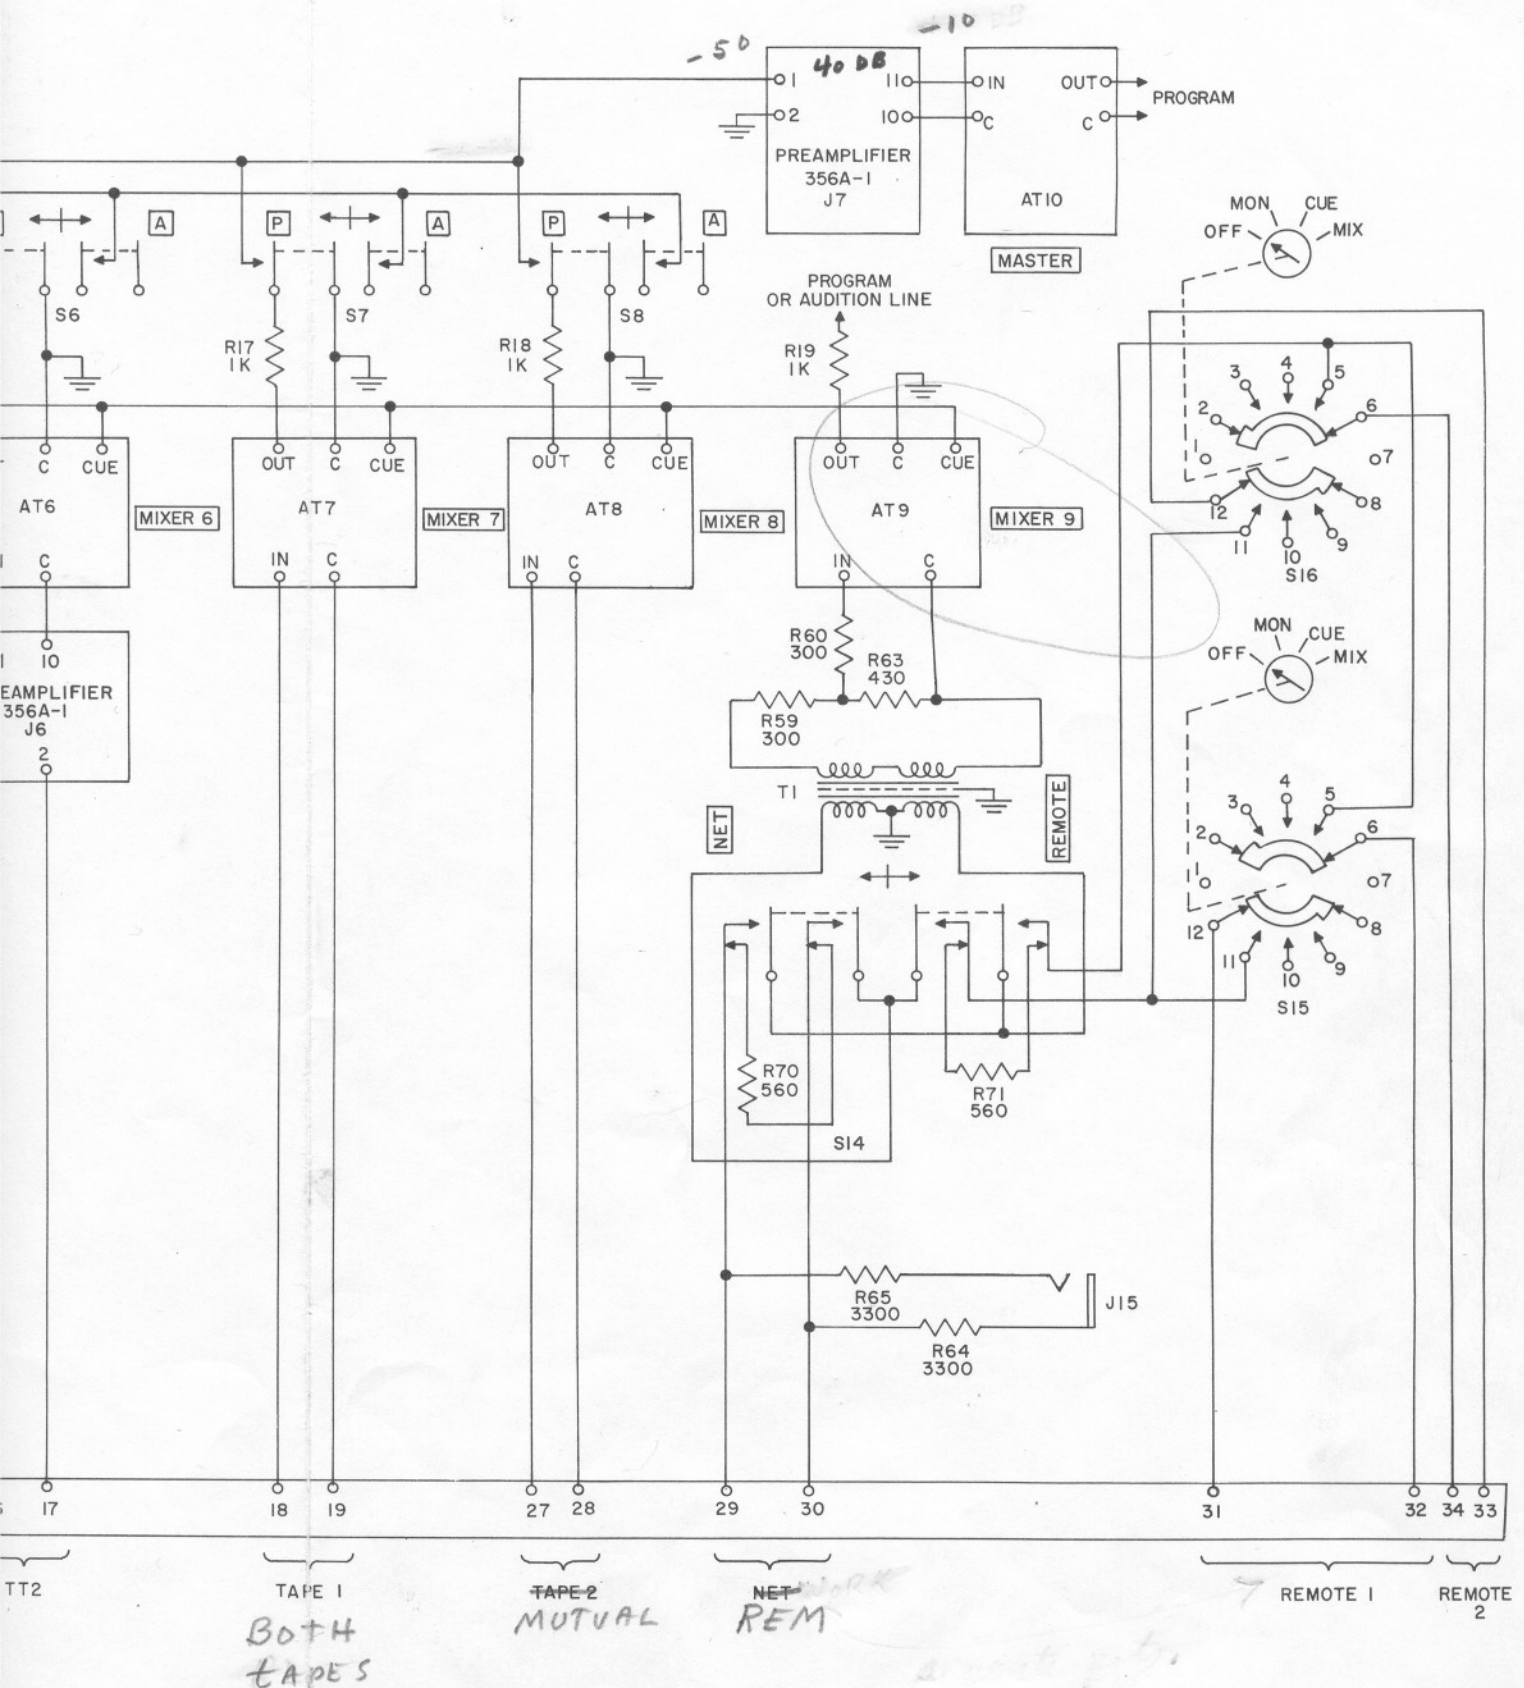 -10
-50
40 DB
1
11
IN
OUT
PROGRAM
2
10
C
C
PREAMPLIFIER
356A-1
J7
AT10
MASTER
A
P
A
P
A
S6
S7
S8
R17
1K
R18
1K
R19
1K
PROGRAM
OR AUDITION LINE
MON
CUE
OFF
MIX
1
2
3
4
5
6
7
8
9
10
11
12
S16
C
CUE
OUT
C
CUE
OUT
C
CUE
OUT
C
CUE
AT6
MIXER 6
AT7
MIXER 7
AT8
MIXER 8
AT9
MIXER 9
C
IN
C
IN
C
IN
C
10
EAMPLIFIER
356A-1
J6
2
R60
300
R63
430
R59
300
T1
NET
REMOTE
MON
CUE
OFF
MIX
1
2
3
4
5
6
7
8
9
10
11
12
S15
R70
560
R71
560
S14
R65
3300
J15
R64
3300
17
18
19
27
28
29
30
31
32
34
33
TT2
TAPE 1
TAPE 2
NET
WORK
REMOTE 1
REMOTE
2
BOTH
TAPES
MUTUAL
REM